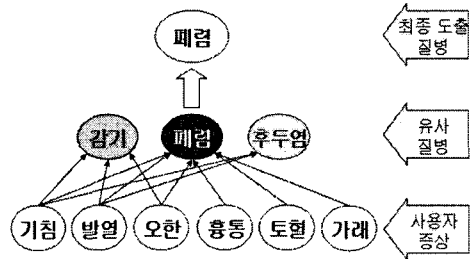 폐렴
최종 도출
질병
감기
폐렴
후두염
유사
질병
기침
발열
오한
흉통
토혈
가래
사용자
증상